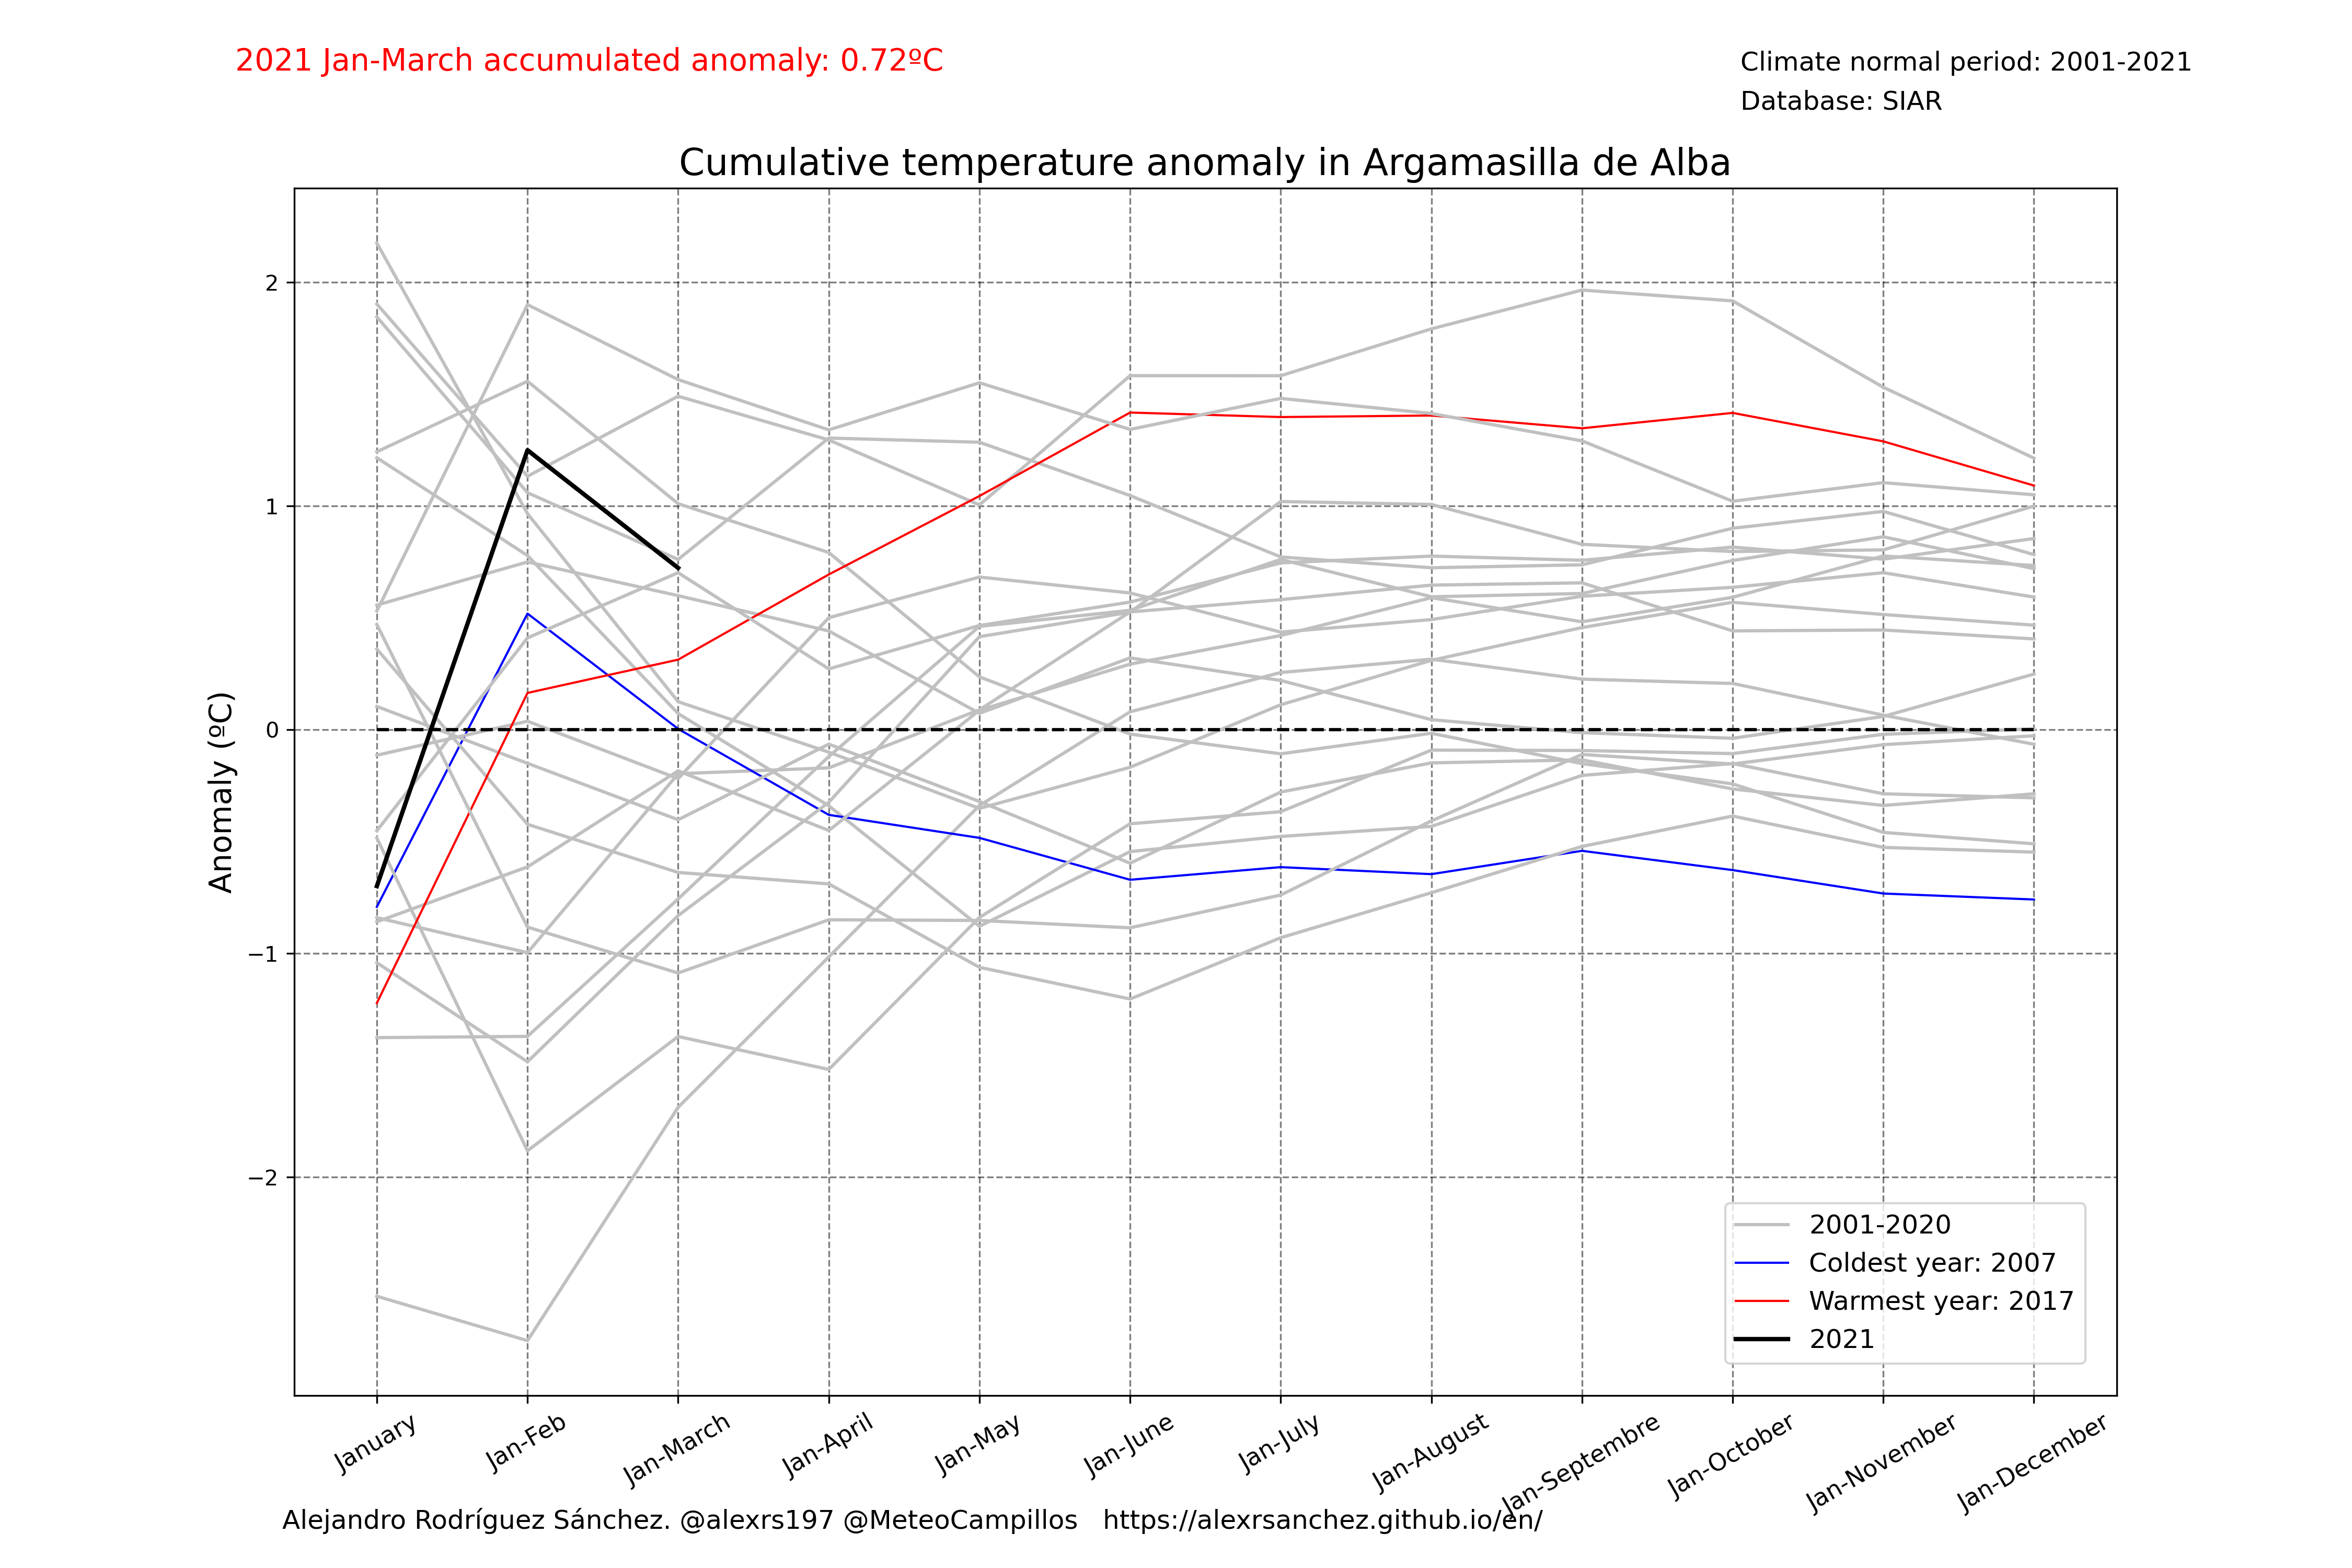 2021 Jan-March accumulated anomaly: 0.72ºC
Climate normal period: 2001-2021
Database: SIAR
Cumulative temperature anomaly in Argamasilla de Alba
Anomaly (ºC)
2
1
0
−1
−2
2001-2020
Coldest year: 2007
Warmest year: 2017
2021
January
Jan-Feb
Jan-March
Jan-April
Jan-May
Jan-June
Jan-July
Jan-August
Jan-Septembre
Jan-October
Jan-November
Jan-December
Alejandro Rodríguez Sánchez. @alexrs197 @MeteoCampillos   https://alexrsanchez.github.io/en/